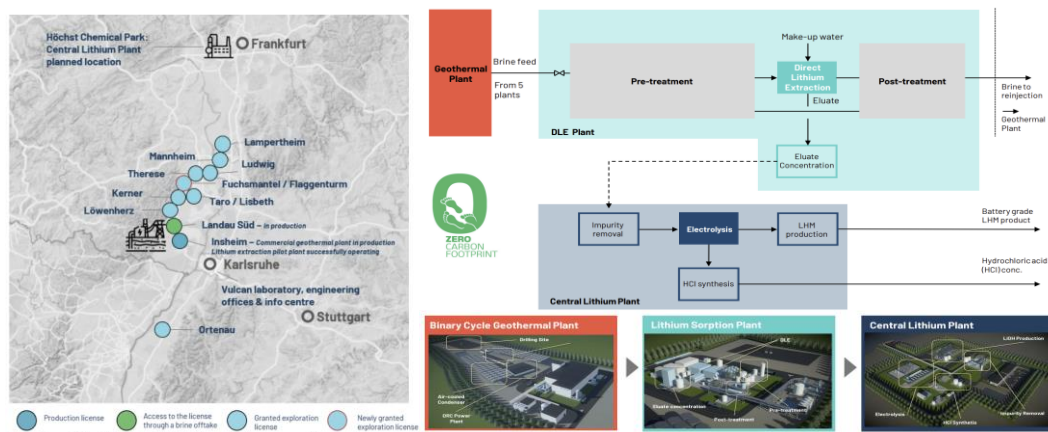 Höchst Chemical Park:
Central Lithium Plant
planned location
Frankfurt
Lampertheim
Mannheim
Ludwig
Therese
Fuchsmantel / Flaggenturm
Kerner
Taro / Lisbeth
Löwenherz
Landau Süd – in production
Insheim – Commercial geothermal plant in production
Lithium extraction pilot plant successfully operating
Karlsruhe
Vulcan laboratory, engineering
offices & info centre
Stuttgart
Ortenau
Production license
Access to the license
through a brine offtake
Granted exploration
license
Newly granted
exploration license
Geothermal
Plant
Brine feed
From 5
plants
Pre-treatment
Make-up water
Direct
Lithium
Extraction
Eluate
Post-treatment
Brine to
reinjection
Geothermal
Plant
DLE Plant
Eluate
Concentration
ZERO
CARBON
FOOTPRINT
Impurity
removal
Electrolysis
LHM
production
Battery grade
LHM product
HCl synthesis
Hydrochloric acid
(HCl) conc.
Central Lithium Plant
Binary Cycle Geothermal Plant
Drilling Site
Air-cooled
Condenser
ORC Power
Plant
Lithium Sorption Plant
DLE
Eluate concentration
Pre-treatment
Post-treatment
Central Lithium Plant
LiOH Production
Electrolysis
HCl Synthesis
Impurity Removal